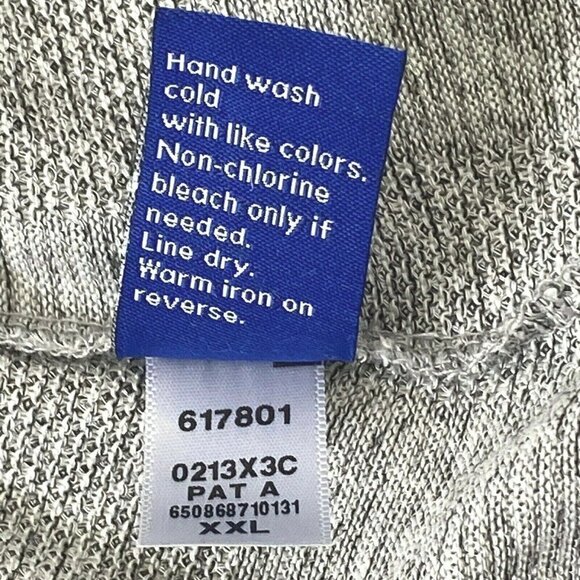 Hand wash
cold
with like colors.
Non-chlorine
bleach only if
needed.
Line dry.
Warm iron on
reverse.
617801
0213X3C
PAT A
650868710131
XXL